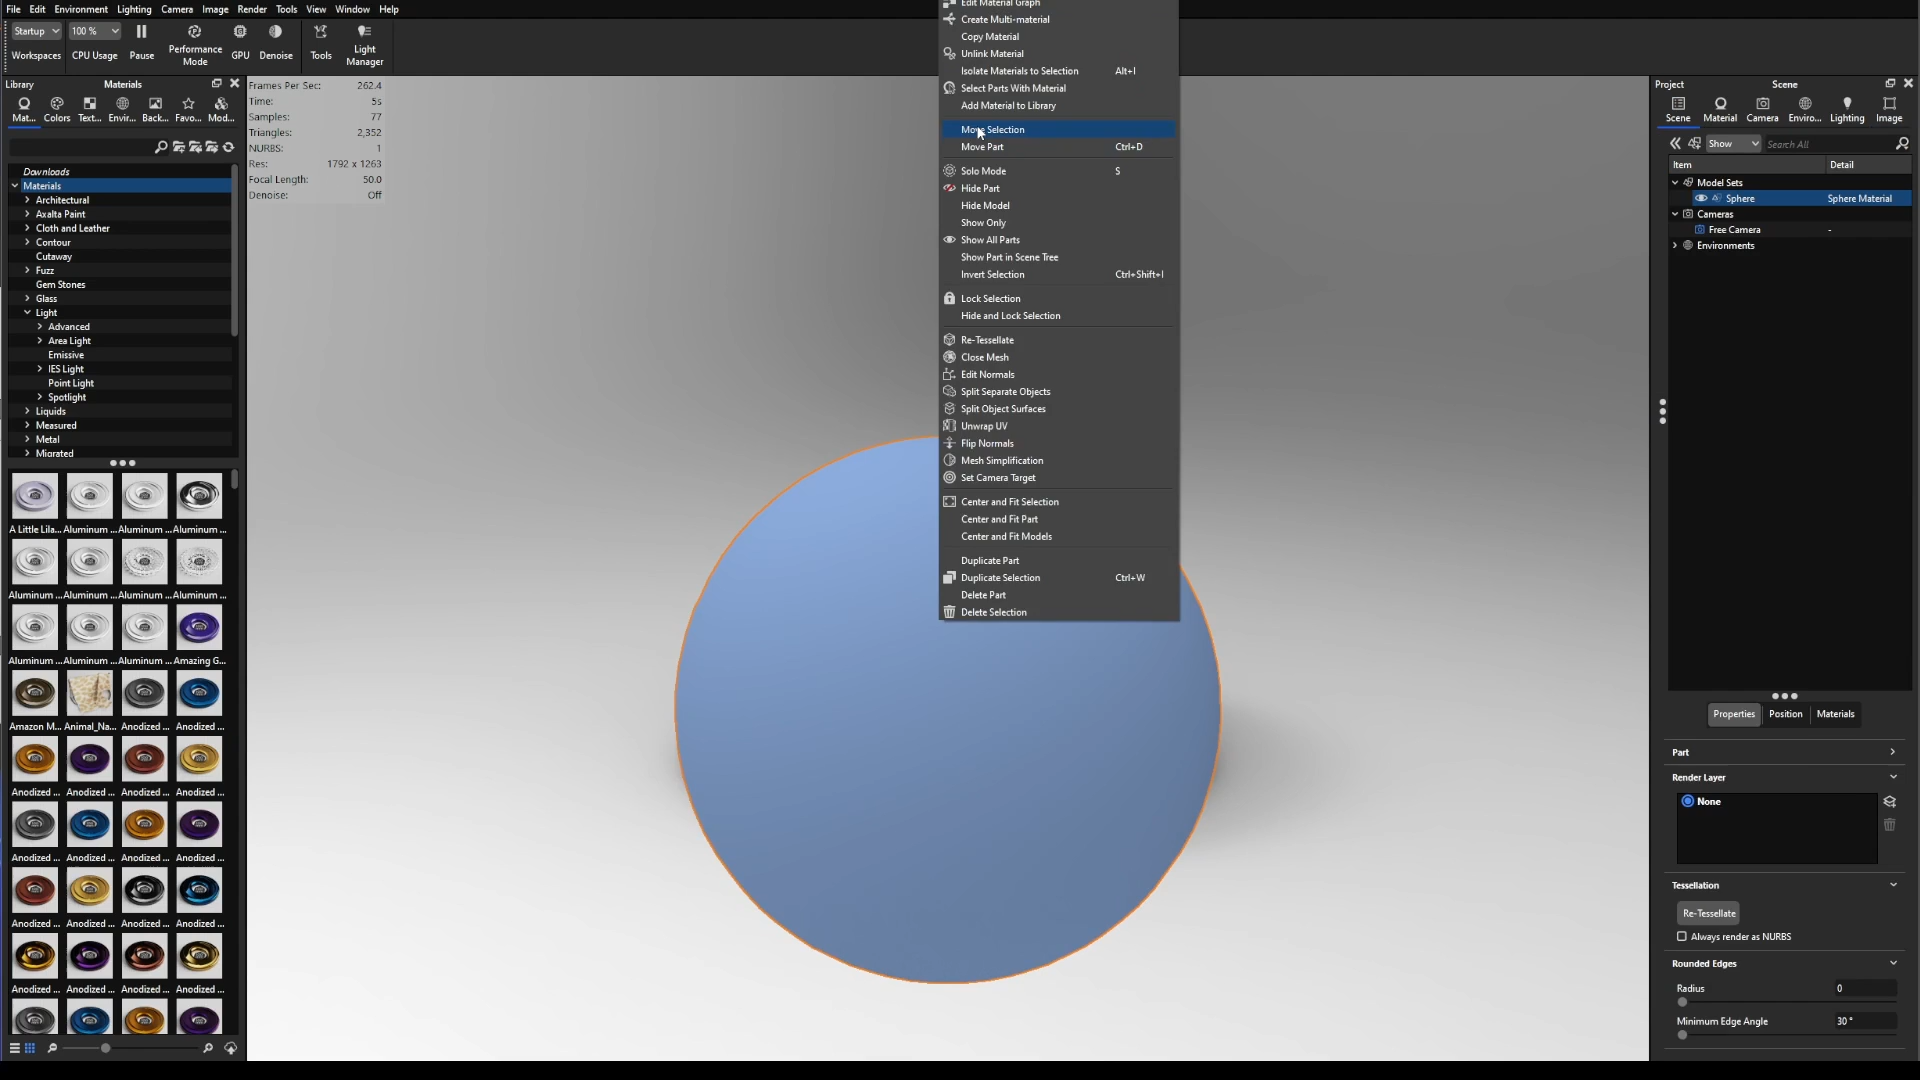 File Edit Environment Lighting Camera Image Render Tools View Window Help
Startup 100 %
Workspaces CPU Usage Pause Performance Mode GPU Denoise Tools Light Manager
Library Materials
Mat... Colors Text... Envir... Back... Favo... Mod...
Downloads
Materials
Architectural
Axalta Paint
Cloth and Leather
Contour
Cutaway
Fuzz
Gem Stones
Glass
Light
Advanced
Area Light
Emissive
IES Light
Point Light
Spotlight
Liquids
Measured
Metal
Migrated
A Little Lila... Aluminum ... Aluminum ... Aluminum ...
Aluminum ... Aluminum ... Aluminum ... Aluminum ...
Aluminum ... Aluminum ... Aluminum ... Amazing G...
Amazon M... Animal_Na... Anodized ... Anodized ...
Anodized ... Anodized ... Anodized ... Anodized ...
Anodized ... Anodized ... Anodized ... Anodized ...
Anodized ... Anodized ... Anodized ... Anodized ...
Anodized ... Anodized ... Anodized ... Anodized ...
Frames Per Sec: 262.4
Time: 5s
Samples: 77
Triangles: 2,352
NURBS: 1
Res: 1792 x 1263
Focal Length: 50.0
Denoise: Off
Edit Material Graph
Create Multi-material
Copy Material
Unlink Material
Isolate Materials to Selection Alt+I
Select Parts With Material
Add Material to Library
Move Selection
Move Part Ctrl+D
Solo Mode S
Hide Part
Hide Model
Show Only
Show All Parts
Show Part in Scene Tree
Invert Selection Ctrl+Shift+I
Lock Selection
Hide and Lock Selection
Re-Tessellate
Close Mesh
Edit Normals
Split Separate Objects
Split Object Surfaces
Unwrap UV
Flip Normals
Mesh Simplification
Set Camera Target
Center and Fit Selection
Center and Fit Part
Center and Fit Models
Duplicate Part
Duplicate Selection Ctrl+W
Delete Part
Delete Selection
Project Scene
Scene Material Camera Enviro... Lighting Image
Show Search All
Item Detail
Model Sets
Sphere Sphere Material
Cameras
Free Camera -
Environments
Properties Position Materials
Part
Render Layer
None
Tessellation
Re-Tessellate
Always render as NURBS
Rounded Edges
Radius 0
Minimum Edge Angle 30 °